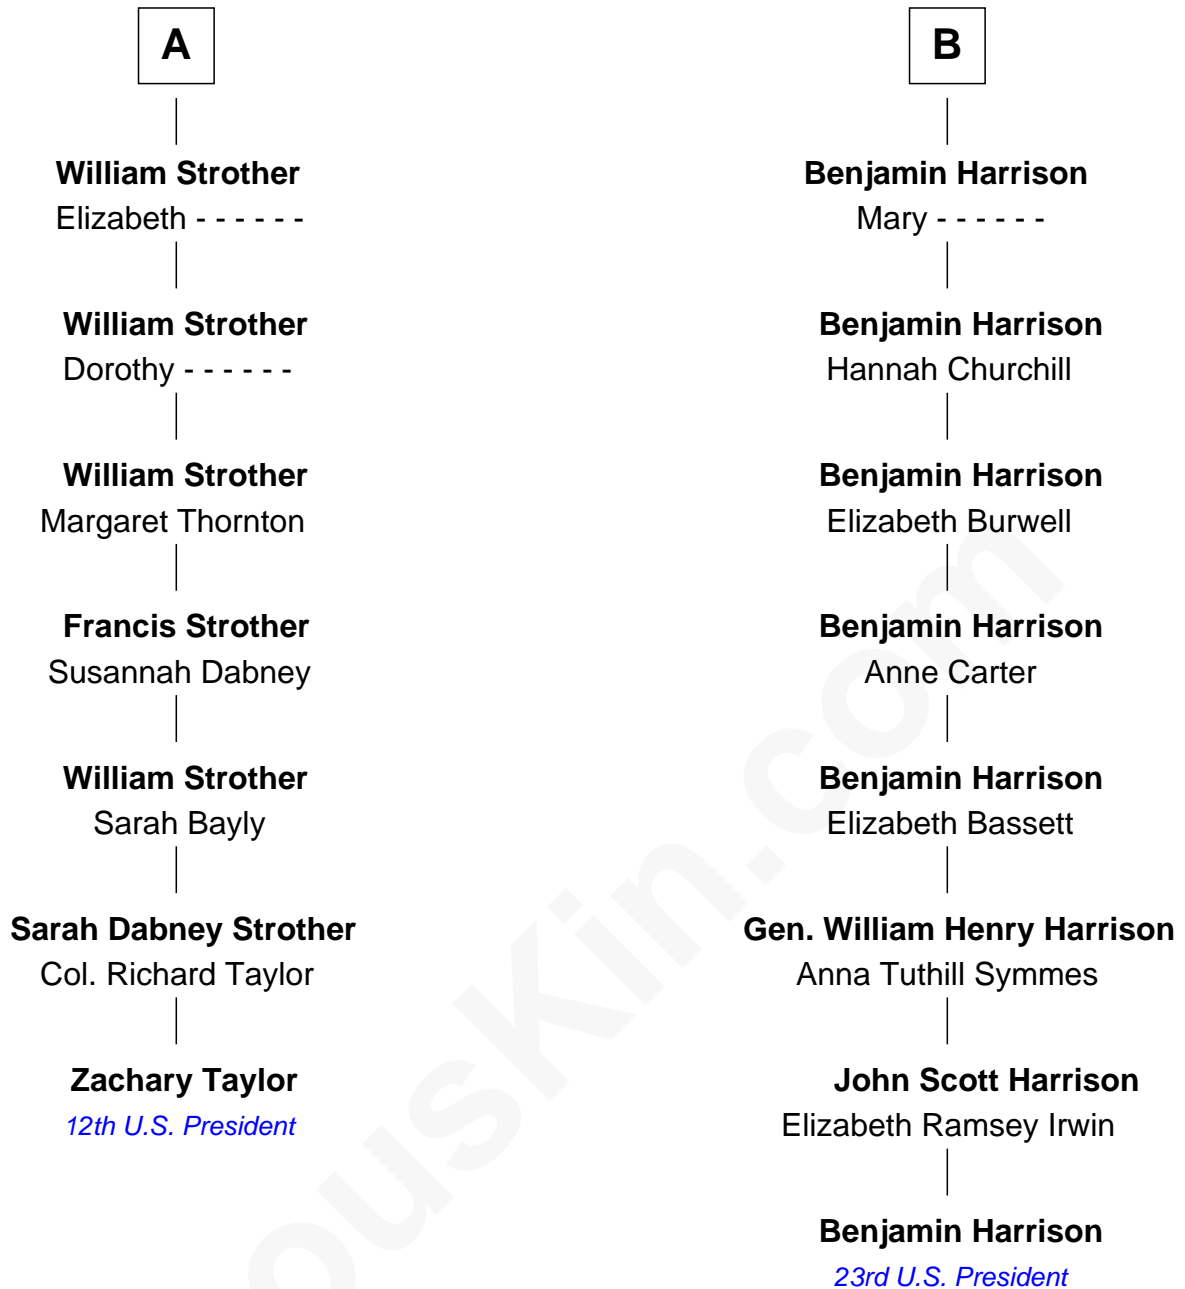 A
William Strother
Elizabeth - - - - - -
William Strother
Dorothy - - - - - -
William Strother
Margaret Thornton
Francis Strother
Susannah Dabney
William Strother
Sarah Bayly
Sarah Dabney Strother
Col. Richard Taylor
Zachary Taylor
12th U.S. President
B
Benjamin Harrison
Mary - - - - - -
Benjamin Harrison
Hannah Churchill
Benjamin Harrison
Elizabeth Burwell
Benjamin Harrison
Anne Carter
Benjamin Harrison
Elizabeth Bassett
Gen. William Henry Harrison
Anna Tuthill Symmes
John Scott Harrison
Elizabeth Ramsey Irwin
Benjamin Harrison
23rd U.S. President
ousKin.com